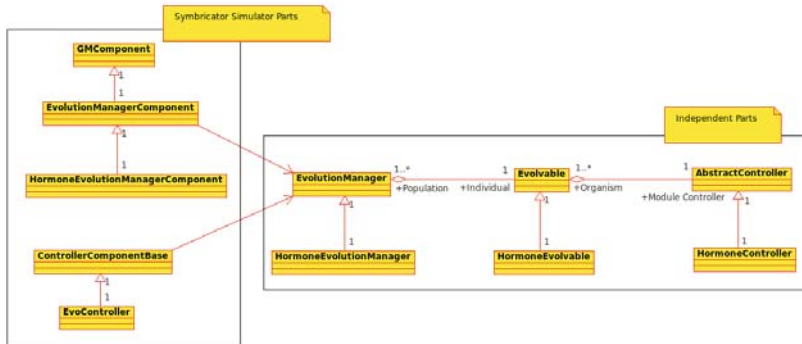 Symbricator Simulator Parts
GMComponent
1
1
EvolutionManagerComponent
1
1
HormoneEvolutionManagerComponent
ControllerComponentBase
1
1
EvoController
Independent Parts
EvolutionManager
1..*
+Population
1
+Individual
Evolvable
1..*
+Organism
1
+Module Controller
AbstractController
1
1
HormoneEvolutionManager
1
1
HormoneEvolvable
1
1
HormoneController